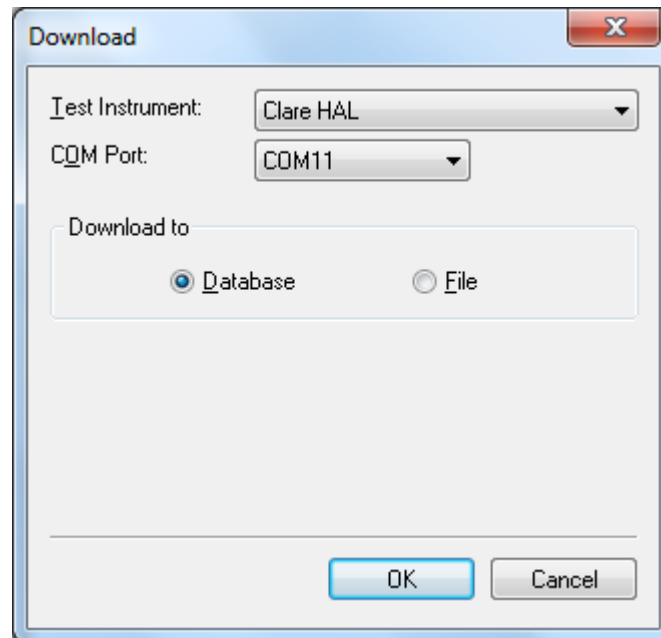 Download
Test Instrument: Clare HAL
COM Port: COM11
Download to
Database File
OK Cancel